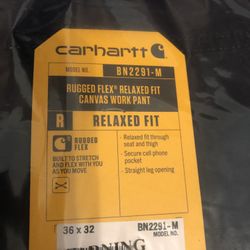 carhartt
MODEL NO. BN2291-M
RUGGED FLEX® RELAXED FIT
CANVAS WORK PANT
R RELAXED FIT
RUGGED
FLEX
BUILT TO STRETCH
AND FLEX WITH YOU
AS YOU MOVE
- Relaxed fit through
seat and thigh
- Secure cell phone
pocket
- Straight leg opening
36 x 32
BN2291-M
MODEL NO.